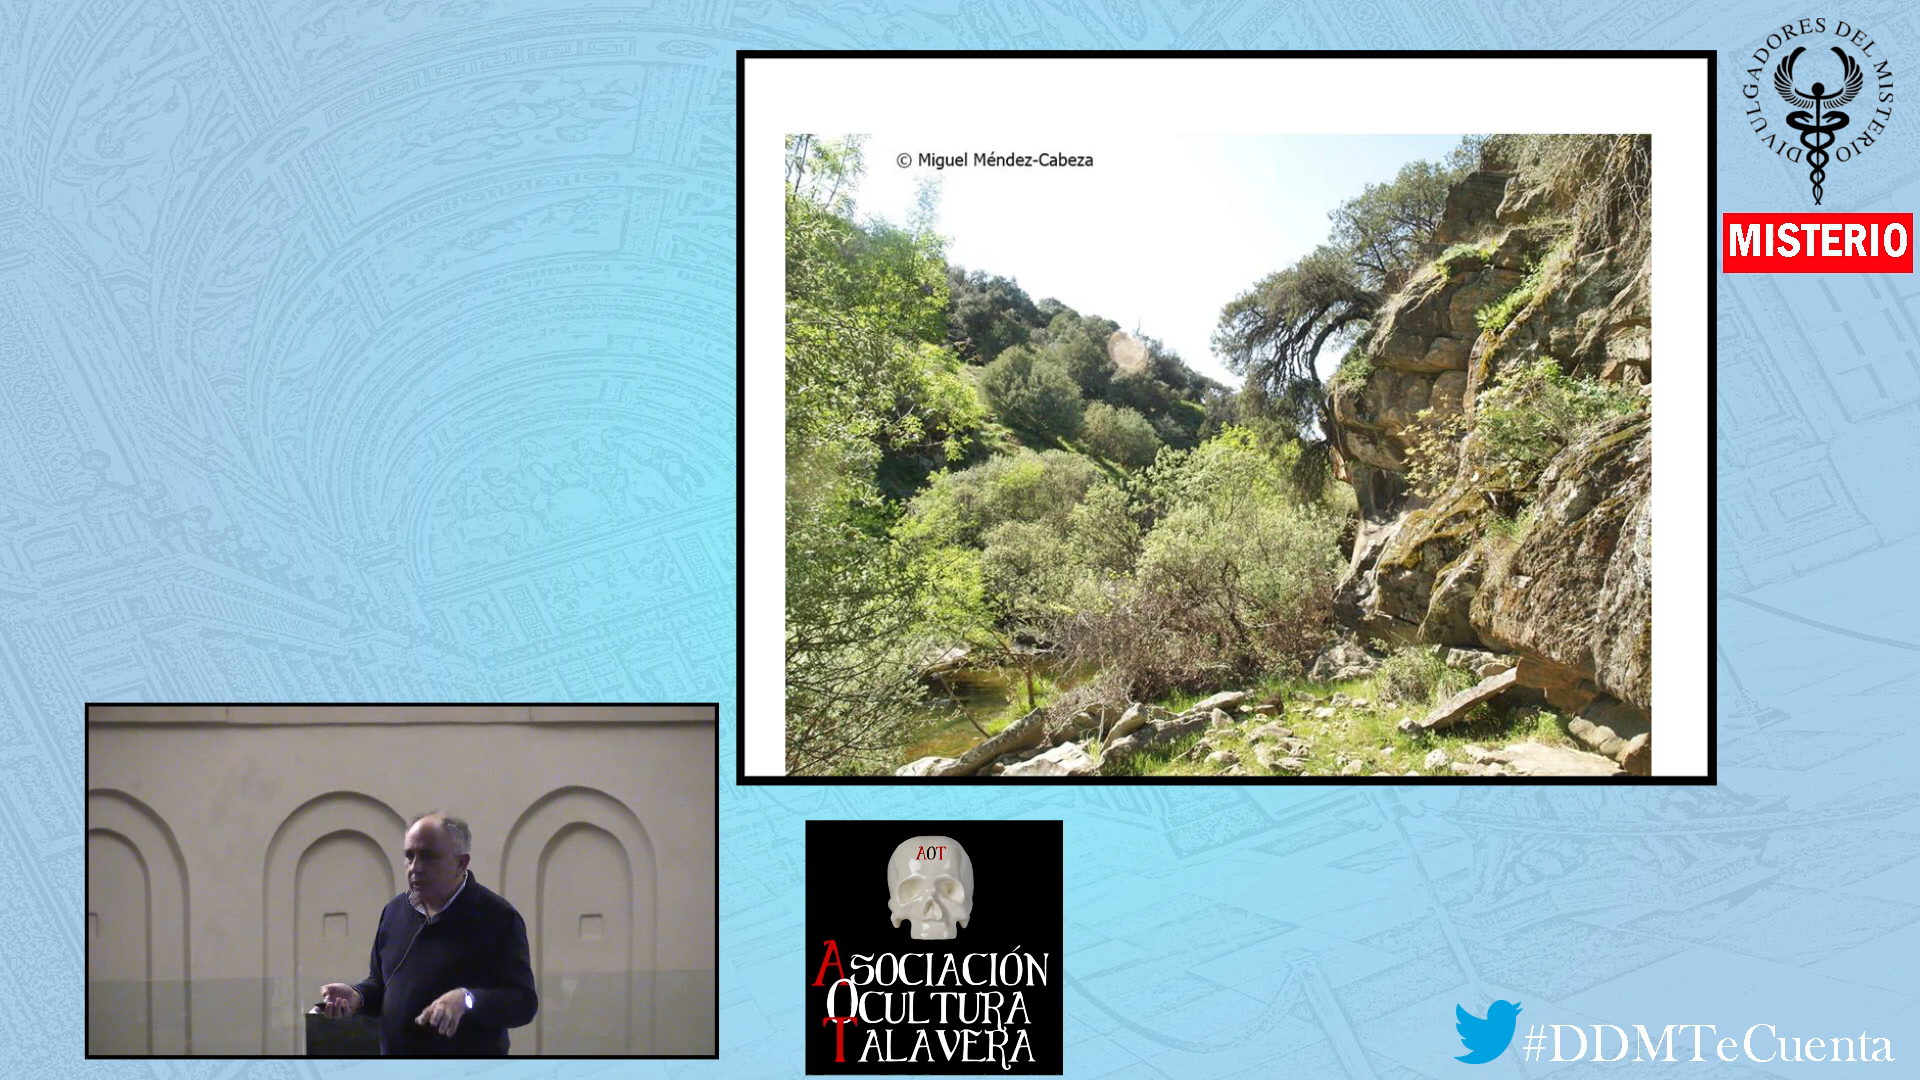 © Miguel Méndez-Cabeza
DIVULGADORES DEL MISTERIO
MISTERIO
AOT
ASOCIACIÓN
OCULTURA
TALAVERA
#DDMTeCuenta